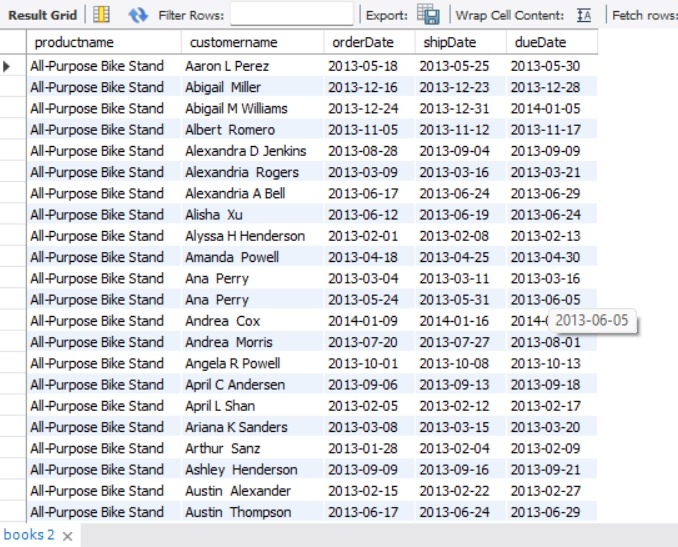 Result Grid Filter Rows: Export: Wrap Cell Content: IA Fetch rows:
productname customername orderDate shipDate dueDate
All-Purpose Bike Stand Aaron L Perez 2013-05-18 2013-05-25 2013-05-30
All-Purpose Bike Stand Abigail Miller 2013-12-16 2013-12-23 2013-12-28
All-Purpose Bike Stand Abigail M Williams 2013-12-24 2013-12-31 2014-01-05
All-Purpose Bike Stand Albert Romero 2013-11-05 2013-11-12 2013-11-17
All-Purpose Bike Stand Alexandra D Jenkins 2013-08-28 2013-09-04 2013-09-09
All-Purpose Bike Stand Alexandria Rogers 2013-03-09 2013-03-16 2013-03-21
All-Purpose Bike Stand Alexandria A Bell 2013-06-17 2013-06-24 2013-06-29
All-Purpose Bike Stand Alisha Xu 2013-06-12 2013-06-19 2013-06-24
All-Purpose Bike Stand Alyssa H Henderson 2013-02-01 2013-02-08 2013-02-13
All-Purpose Bike Stand Amanda Powell 2013-04-18 2013-04-25 2013-04-30
All-Purpose Bike Stand Ana Perry 2013-03-04 2013-03-11 2013-03-16
All-Purpose Bike Stand Ana Perry 2013-05-24 2013-05-31 2013-06-05
All-Purpose Bike Stand Andrea Cox 2014-01-09 2014-01-16 2013-06-05
All-Purpose Bike Stand Andrea Morris 2013-07-20 2013-07-27 2013-08-01
All-Purpose Bike Stand Angela R Powell 2013-10-01 2013-10-08 2013-10-13
All-Purpose Bike Stand April C Andersen 2013-09-06 2013-09-13 2013-09-18
All-Purpose Bike Stand April L Shan 2013-02-05 2013-02-12 2013-02-17
All-Purpose Bike Stand Ariana K Sanders 2013-03-08 2013-03-15 2013-03-20
All-Purpose Bike Stand Arthur Sanz 2013-01-28 2013-02-04 2013-02-09
All-Purpose Bike Stand Ashley Henderson 2013-09-09 2013-09-16 2013-09-21
All-Purpose Bike Stand Austin Alexander 2013-02-15 2013-02-22 2013-02-27
All-Purpose Bike Stand Austin Thompson 2013-06-17 2013-06-24 2013-06-29
books 2